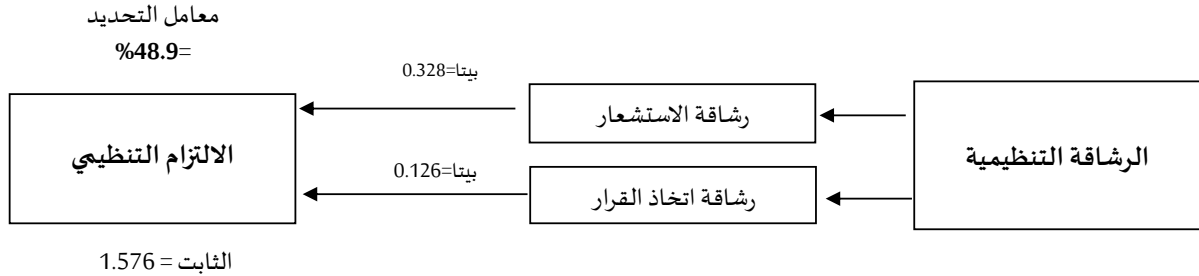 معامل التحديد
=48.9%
بيتا=0.328
رشاقة الاستشعار
الرشاقة التنظيمية
الالتزام التنظيمي
بيتا=0.126
رشاقة اتخاذ القرار
الثابت = 1.576